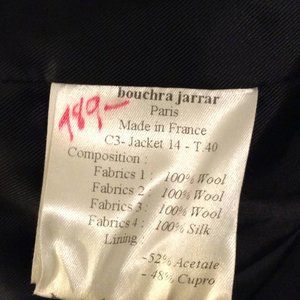 bouchra jarrar
Paris
Made in France
C3- Jacket 14 - T.40
Composition :
Fabrics 1 : 100% Wool
Fabrics 2 : 100% Wool
Fabrics 3 : 100% Wool
Fabrics 4 : 100% Silk
Lining :
-52% Acetate
- 48% Cupro